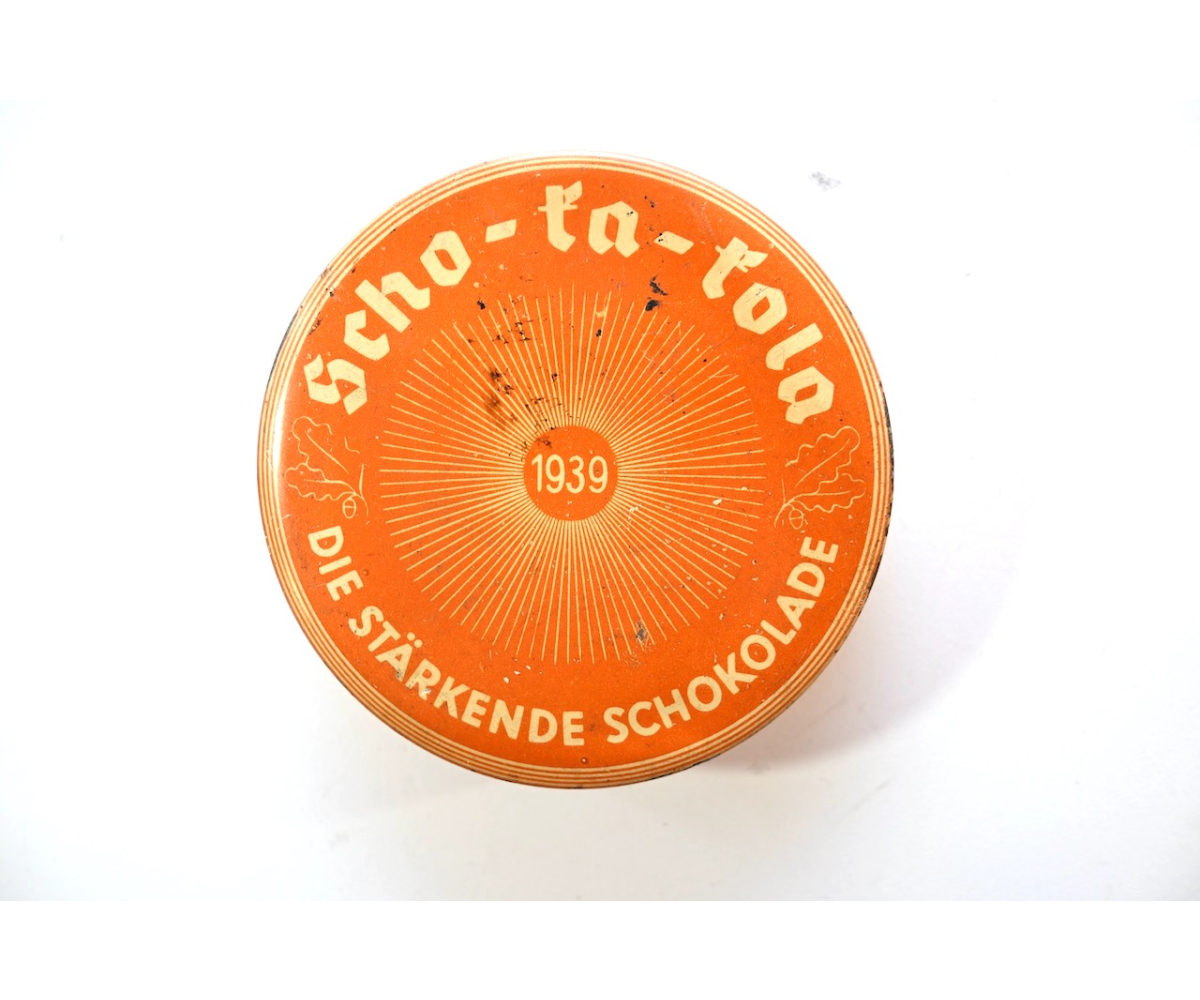 Scho-ka-kola
1939
DIE STÄRKENDE SCHOKOLADE